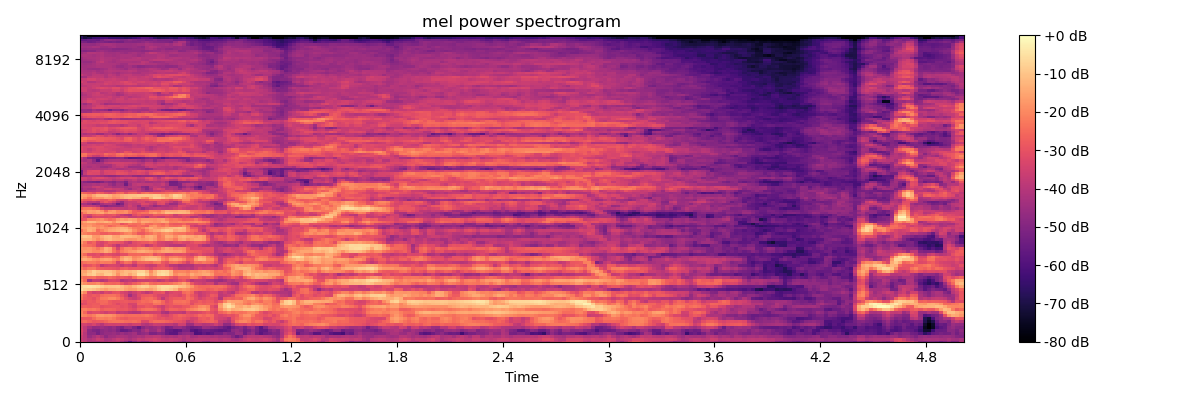 mel power spectrogram
8192
4096
2048
1024
512
0
Hz
0 0.6 1.2 1.8 2.4 3 3.6 4.2 4.8
Time
+0 dB
-10 dB
-20 dB
-30 dB
-40 dB
-50 dB
-60 dB
-70 dB
-80 dB